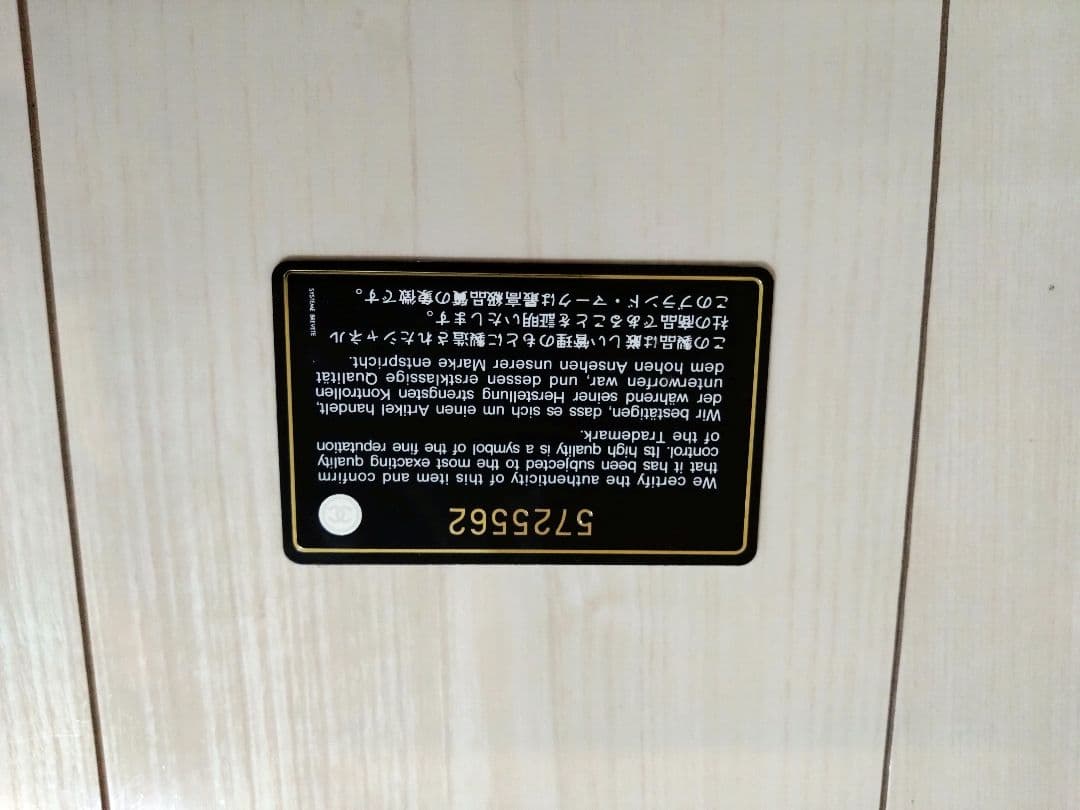 5725562
We certify the authenticity of this item and confirm
that it has been subjected to the most exacting quality
control. Its high quality is a symbol of the fine reputation
of the Trademark.
Wir bestätigen, dass es sich um einen Artikel handelt,
der während seiner Herstellung strengsten Kontrollen
unterworfen war, und dessen erstklassige Qualität
dem hohen Ansehen unserer Marke entspricht.
この製品は厳しい管理のもとに製造されたシャネル
社の商品であることを証明いたします。
このブランド・マークは最高級品質の象徴です。
SYSTEME BREVETE